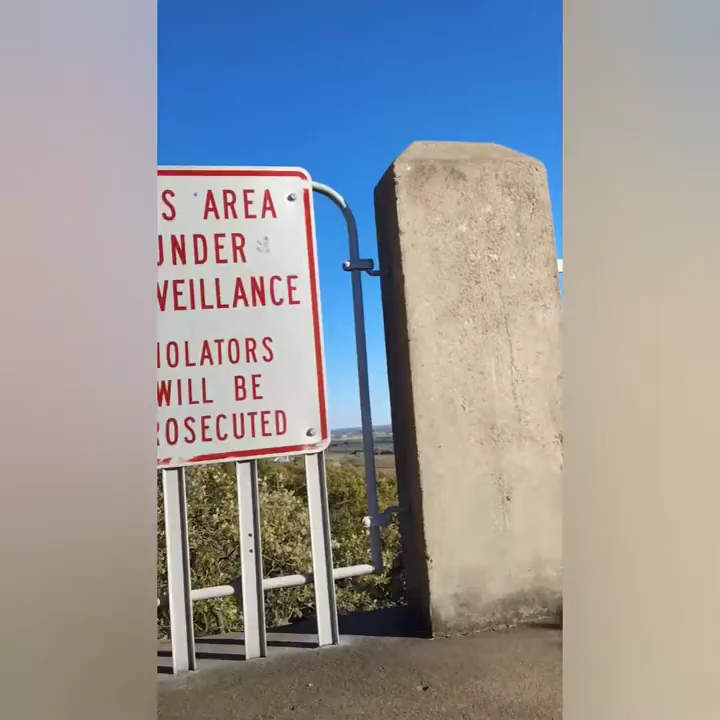 S AREA
UNDER
VEILLANCE
IOLATORS
WILL BE
ROSECUTED